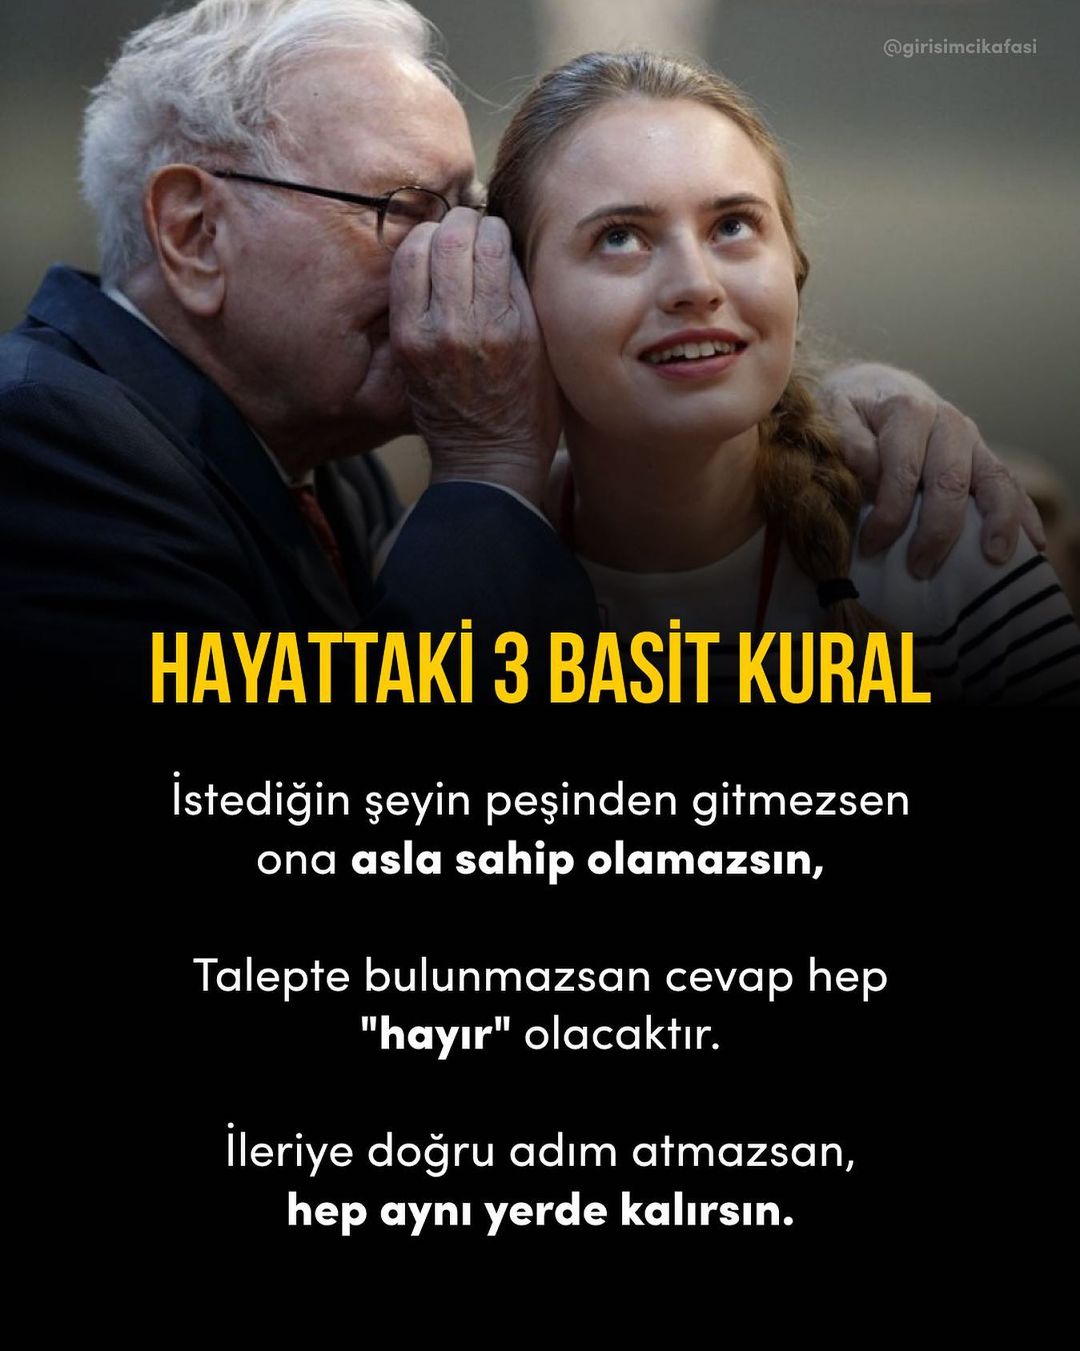 @girisimcikafasi
HAYATTAKİ 3 BASİT KURAL
İstediğin şeyin peşinden gitmezsen
ona asla sahip olamazsın,
Talepte bulunmazsan cevap hep
"hayır" olacaktır.
İleriye doğru adım atmazsan,
hep aynı yerde kalırsın.